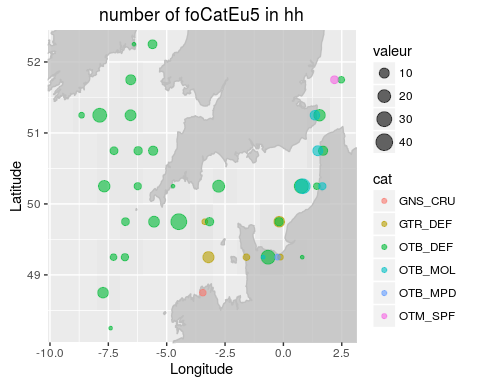 number of foCatEu5 in hh
52
51
50
49
-10.0 -7.5 -5.0 -2.5 0.0 2.5
Longitude
Latitude
valeur
10
20
30
40
cat
GNS_CRU
GTR_DEF
OTB_DEF
OTB_MOL
OTB_MPD
OTM_SPF